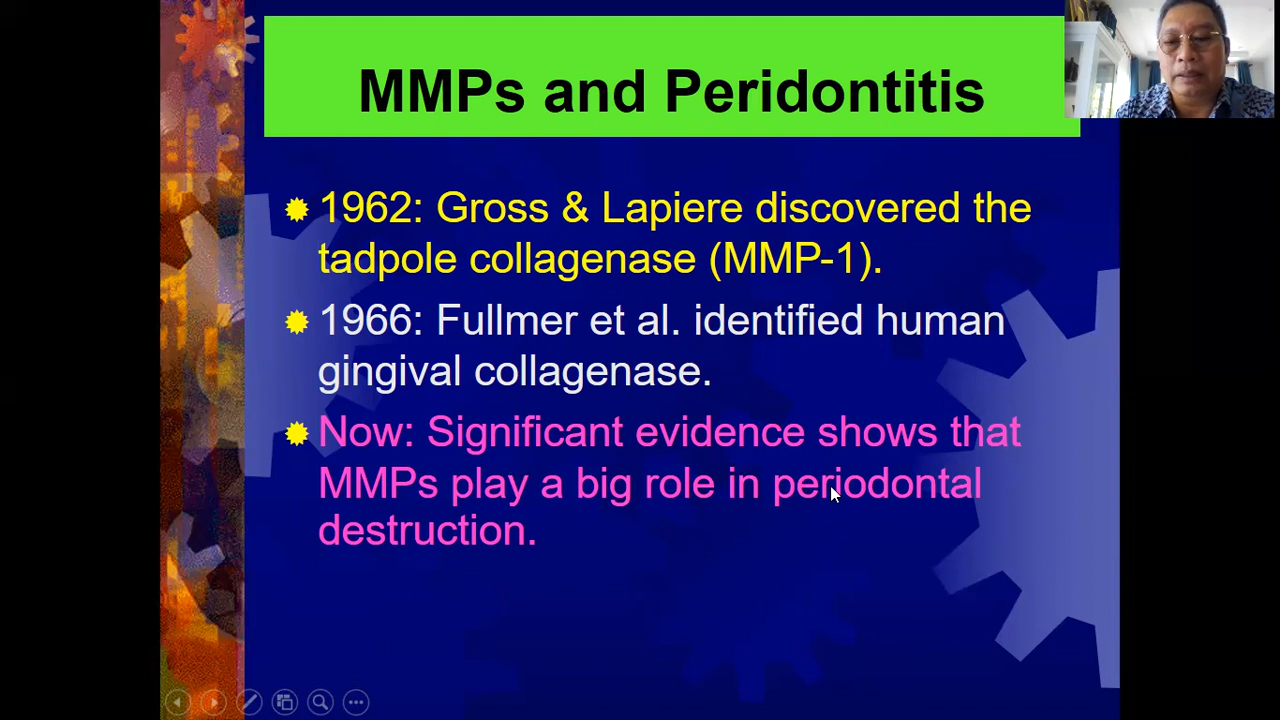 MMPs and Peridontitis
1962: Gross & Lapiere discovered the
tadpole collagenase (MMP-1).
1966: Fullmer et al. identified human
gingival collagenase.
Now: Significant evidence shows that
MMPs play a big role in periodontal
destruction.